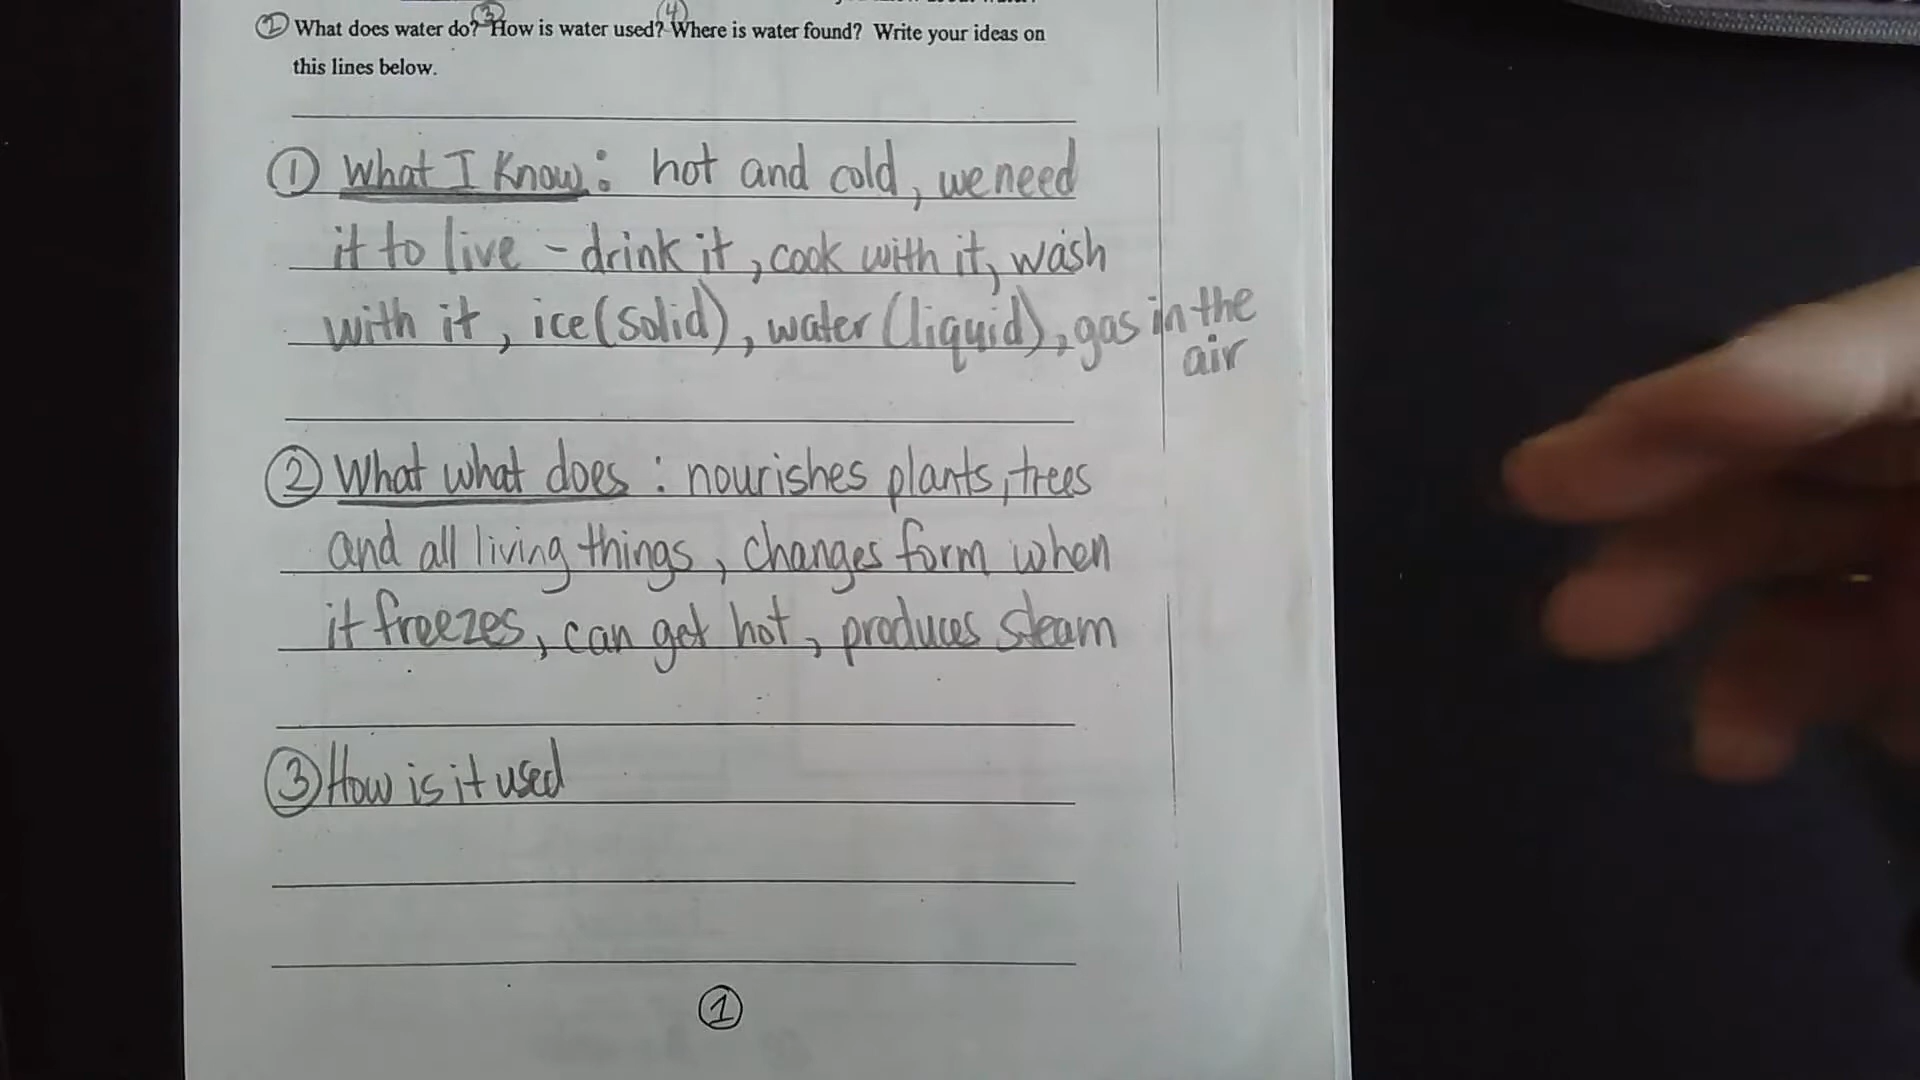 ② What does water do? ③ How is water used? ④ Where is water found? Write your ideas on
this lines below.
① What I Know: hot and cold, we need
it to live - drink it, cook with it, wash
with it, ice (solid), water (liquid), gas in the
air
② What what does: nourishes plants, trees
and all living things, changes form when
it freezes, can get hot, produces steam
③ How is it used
①